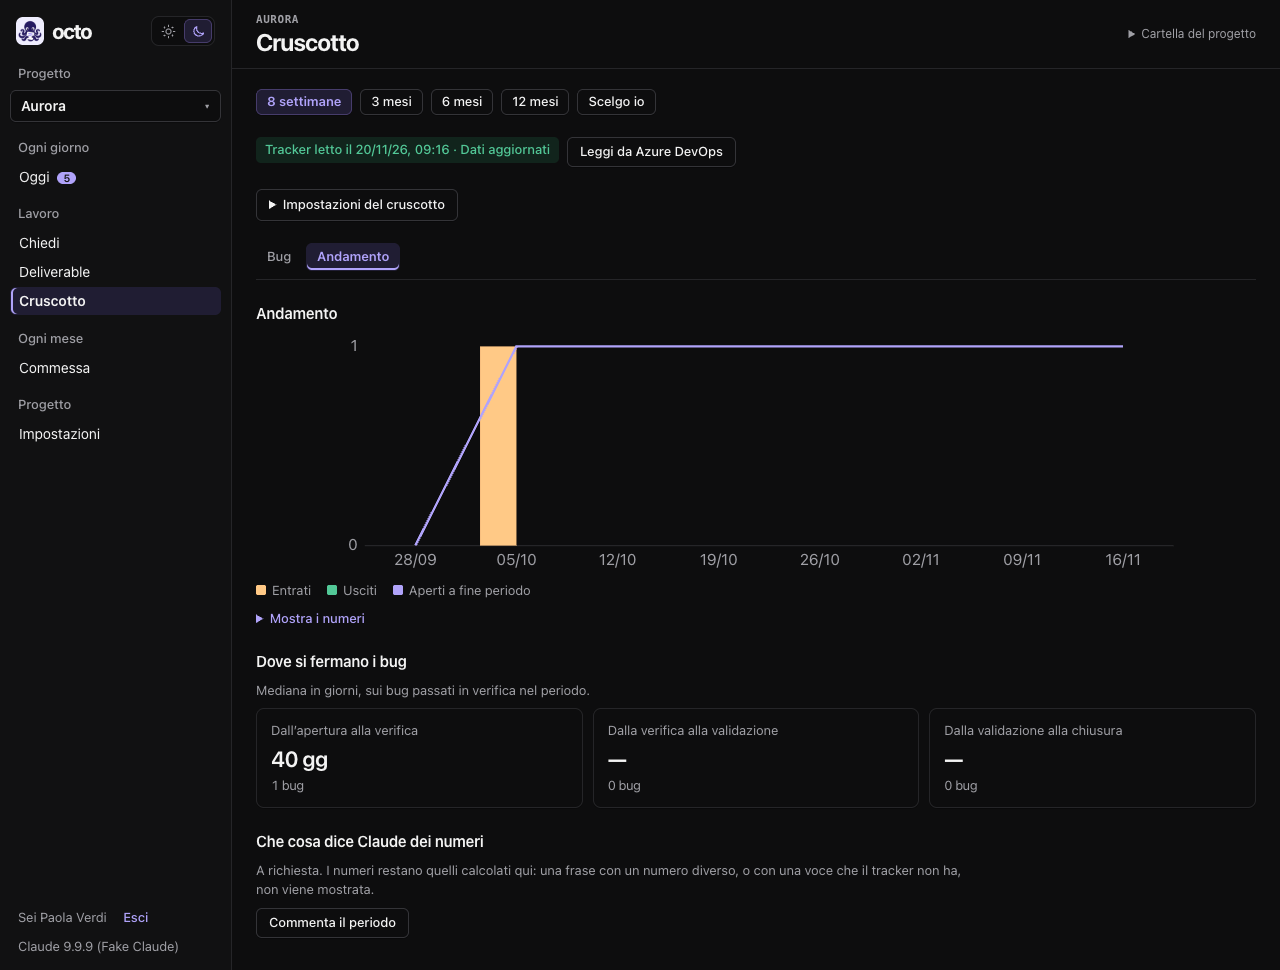 octo
Progetto
Aurora
Ogni giorno
Oggi 5
Lavoro
Chiedi
Deliverable
Cruscotto
Ogni mese
Commessa
Progetto
Impostazioni
Sei Paola Verdi Esci
Claude 9.9.9 (Fake Claude)
AURORA
Cruscotto
Cartella del progetto
8 settimane 3 mesi 6 mesi 12 mesi Scelgo io
Tracker letto il 20/11/26, 09:16 · Dati aggiornati Leggi da Azure DevOps
Impostazioni del cruscotto
Bug Andamento
Andamento
1
0
28/09 05/10 12/10 19/10 26/10 02/11 09/11 16/11
Entrati Usciti Aperti a fine periodo
Mostra i numeri
Dove si fermano i bug
Mediana in giorni, sui bug passati in verifica nel periodo.
Dall'apertura alla verifica
40 gg
1 bug
Dalla verifica alla validazione
—
0 bug
Dalla validazione alla chiusura
—
0 bug
Che cosa dice Claude dei numeri
A richiesta. I numeri restano quelli calcolati qui: una frase con un numero diverso, o con una voce che il tracker non ha,
non viene mostrata.
Commenta il periodo